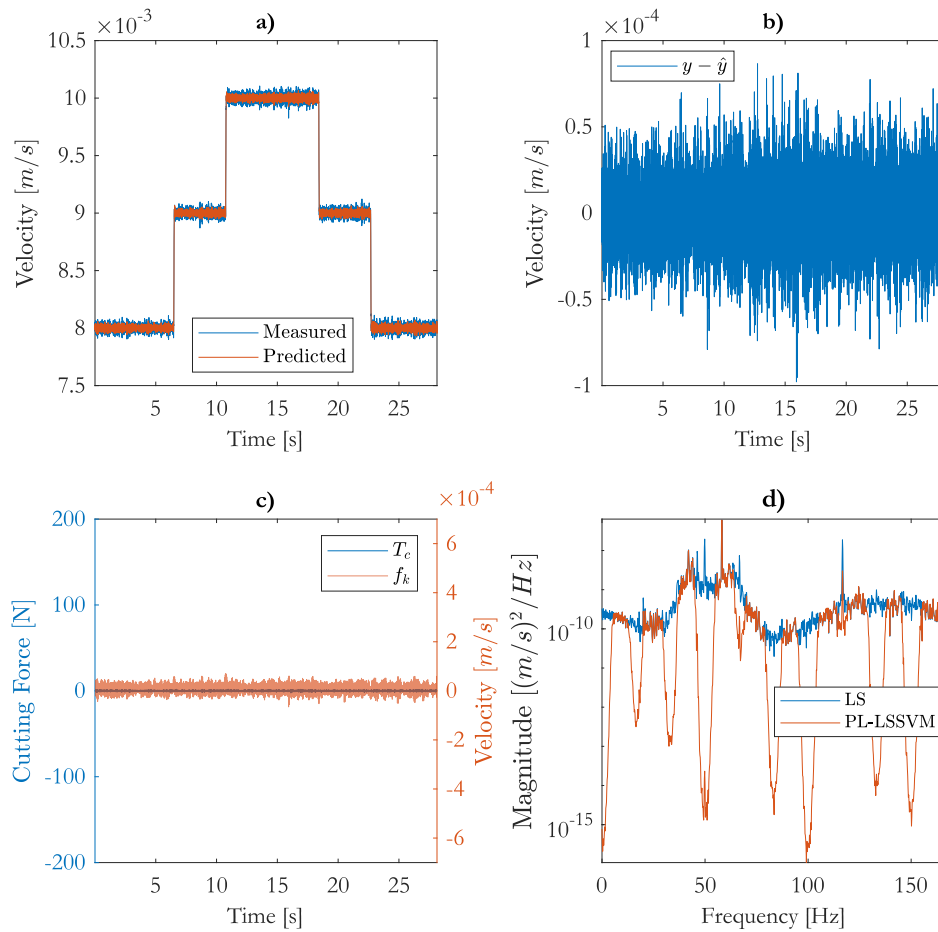 a)
×10⁻³
10.5
10
9.5
9
8.5
8
7.5
Velocity [m/s]
Measured
Predicted
5
10
15
20
25
Time [s]
b)
×10⁻⁴
1
0.5
0
-0.5
-1
Velocity [m/s]
y − ŷ
5
10
15
20
25
Time [s]
c)
200
100
0
-100
-200
Cutting Force [N]
×10⁻⁴
6
4
2
0
-2
-4
-6
Velocity [m/s]
T_c
f_k
5
10
15
20
25
Time [s]
d)
10⁻¹⁰
10⁻¹⁵
Magnitude [(m/s)²/Hz]
LS
PL-LSSVM
0
50
100
150
Frequency [Hz]